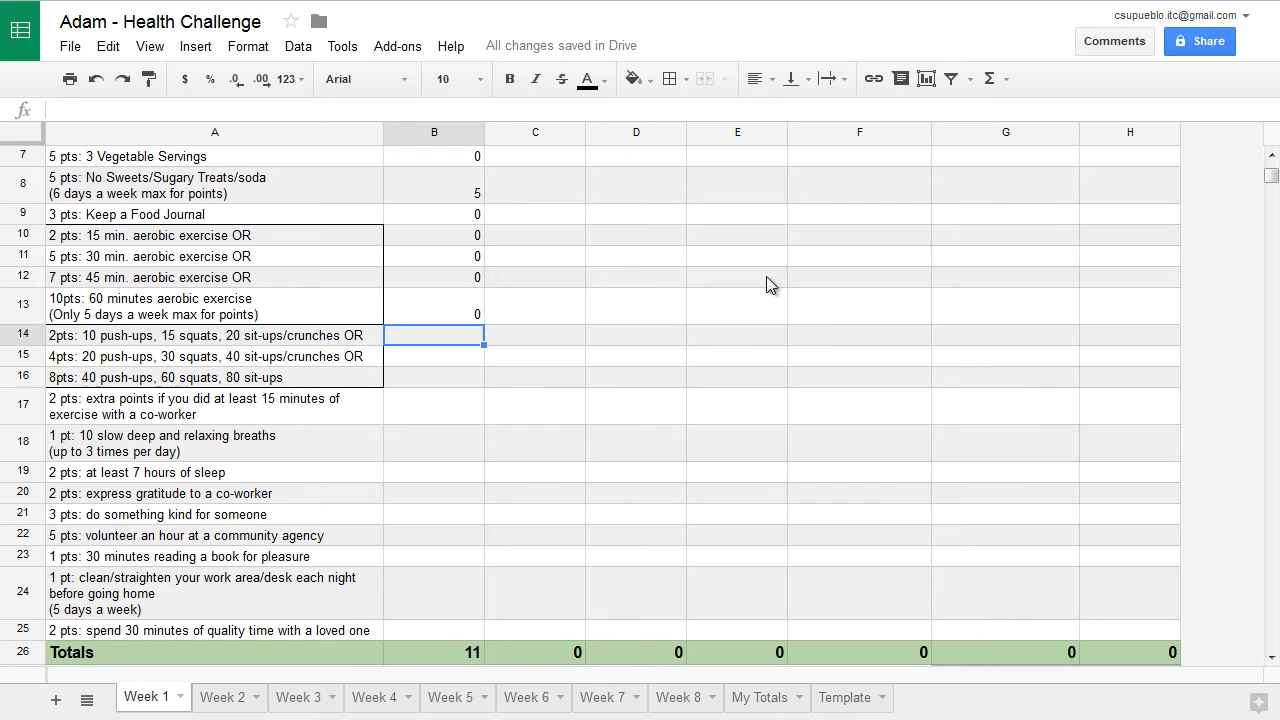 Adam - Health Challenge
csupueblo.itc@gmail.com
File Edit View Insert Format Data Tools Add-ons Help All changes saved in Drive
Comments Share
$ % .0 .00 123 Arial 10 B I S A Σ
fx
A B C D E F G H
7 5 pts: 3 Vegetable Servings 0
8 5 pts: No Sweets/Sugary Treats/soda
(6 days a week max for points) 5
9 3 pts: Keep a Food Journal 0
10 2 pts: 15 min. aerobic exercise OR 0
11 5 pts: 30 min. aerobic exercise OR 0
12 7 pts: 45 min. aerobic exercise OR 0
13 10pts: 60 minutes aerobic exercise
(Only 5 days a week max for points) 0
14 2pts: 10 push-ups, 15 squats, 20 sit-ups/crunches OR
15 4pts: 20 push-ups, 30 squats, 40 sit-ups/crunches OR
16 8pts: 40 push-ups, 60 squats, 80 sit-ups
17 2 pts: extra points if you did at least 15 minutes of
exercise with a co-worker
18 1 pt: 10 slow deep and relaxing breaths
(up to 3 times per day)
19 2 pts: at least 7 hours of sleep
20 2 pts: express gratitude to a co-worker
21 3 pts: do something kind for someone
22 5 pts: volunteer an hour at a community agency
23 1 pts: 30 minutes reading a book for pleasure
24 1 pt: clean/straighten your work area/desk each night
before going home
(5 days a week)
25 2 pts: spend 30 minutes of quality time with a loved one
26 Totals 11 0 0 0 0 0 0
+ Week 1 Week 2 Week 3 Week 4 Week 5 Week 6 Week 7 Week 8 My Totals Template